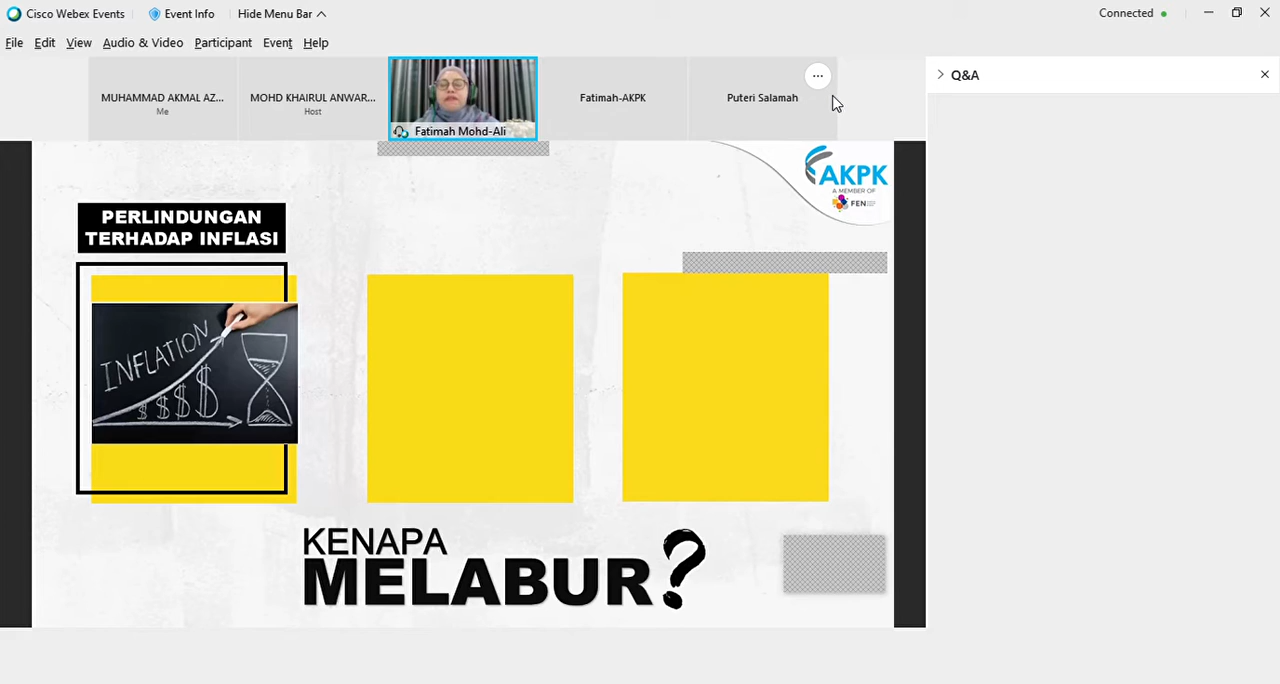 Cisco Webex Events
Event Info
Hide Menu Bar
Connected
File Edit View Audio & Video Participant Event Help
MUHAMMAD AKMAL AZ...
Me
MOHD KHAIRUL ANWAR...
Host
Fatimah Mohd-Ali
Fatimah-AKPK
Puteri Salamah
Q&A
AKPK
A MEMBER OF
FEN
PERLINDUNGAN
TERHADAP INFLASI
INFLATION
$ $ $ $
KENAPA
MELABUR?